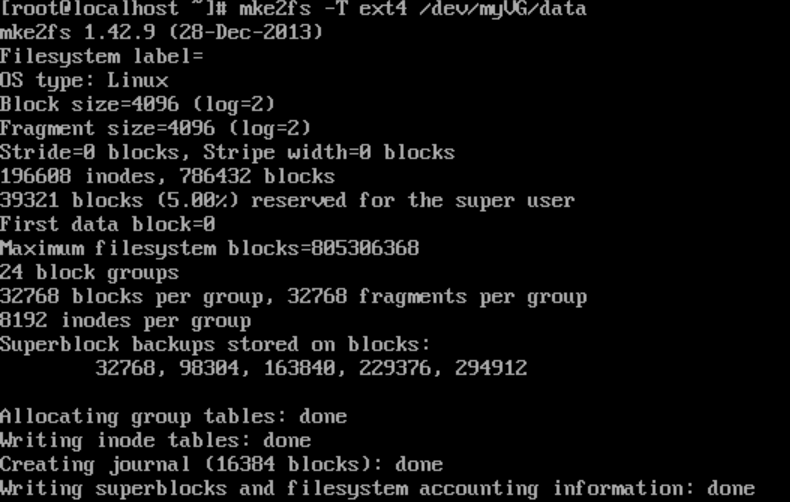 [root@localhost ~]# mke2fs -T ext4 /dev/myVG/data
mke2fs 1.42.9 (28-Dec-2013)
Filesystem label=
OS type: Linux
Block size=4096 (log=2)
Fragment size=4096 (log=2)
Stride=0 blocks, Stripe width=0 blocks
196608 inodes, 786432 blocks
39321 blocks (5.00%) reserved for the super user
First data block=0
Maximum filesystem blocks=805306368
24 block groups
32768 blocks per group, 32768 fragments per group
8192 inodes per group
Superblock backups stored on blocks:
32768, 98304, 163840, 229376, 294912
Allocating group tables: done
Writing inode tables: done
Creating journal (16384 blocks): done
Writing superblocks and filesystem accounting information: done